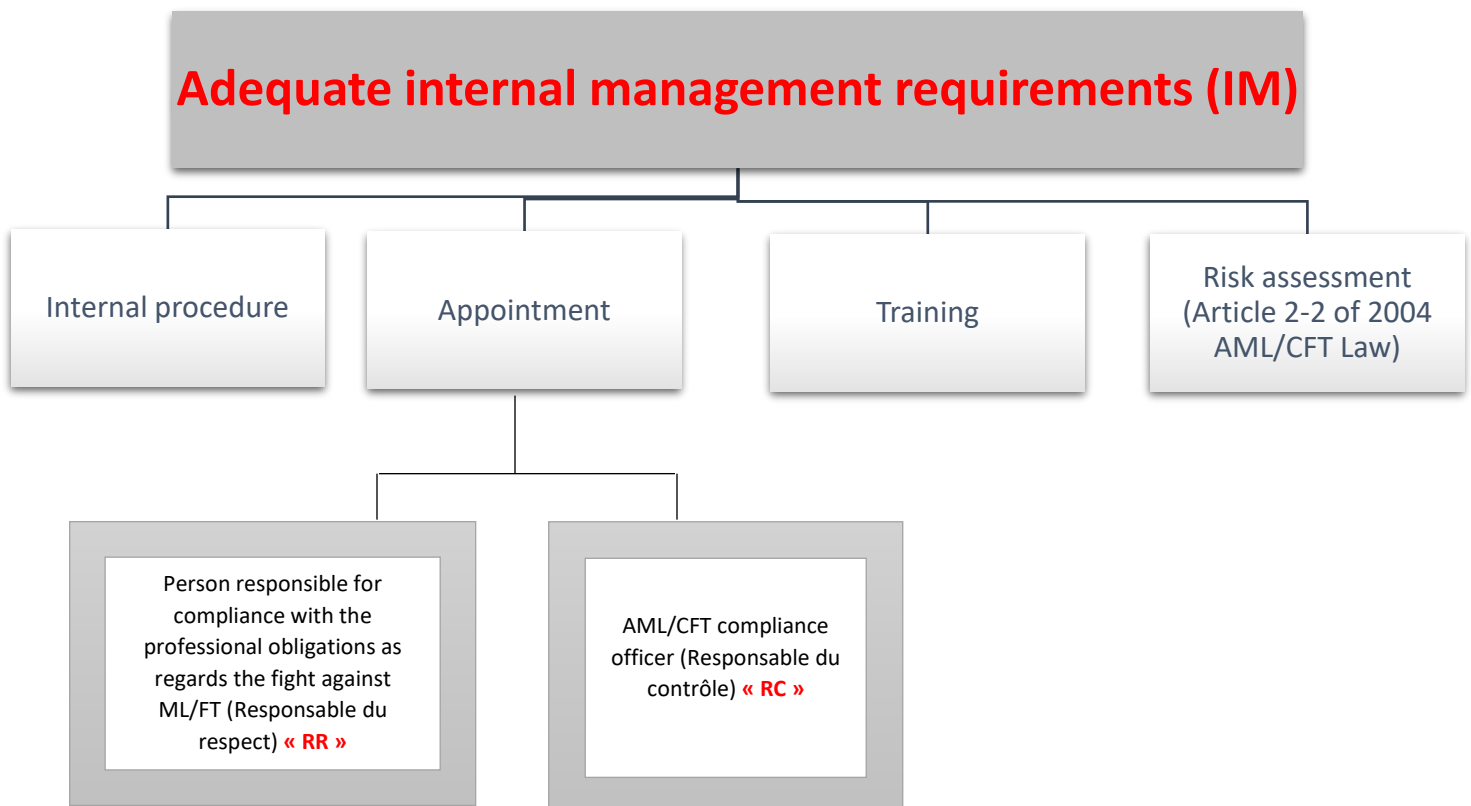 Adequate internal management requirements (IM)
Internal procedure
Appointment
Training
Risk assessment
(Article 2-2 of 2004
AML/CFT Law)
Person responsible for
compliance with the
professional obligations as
regards the fight against
ML/FT (Responsable du
respect) « RR »
AML/CFT compliance
officer (Responsable du
contrôle) « RC »